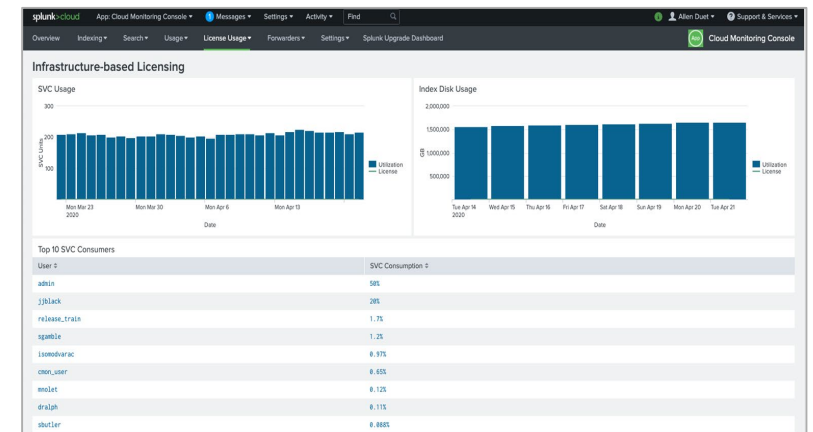 splunk>cloud App: Cloud Monitoring Console ▾ 1 Messages ▾ Settings ▾ Activity ▾ Find i Allen Duet ▾ ? Support & Services ▾
Overview Indexing ▾ Search ▾ Usage ▾ License Usage ▾ Forwarders ▾ Settings ▾ Splunk Upgrade Dashboard App Cloud Monitoring Console
Infrastructure-based Licensing
SVC Usage
300
200
100
SVC Units
Mon Mar 23 Mon Mar 30 Mon Apr 6 Mon Apr 13
2020
Date
Utilization
License
Index Disk Usage
2,000,000
1,500,000
1,000,000
500,000
GB
Tue Apr 14 Wed Apr 15 Thu Apr 16 Fri Apr 17 Sat Apr 18 Sun Apr 19 Mon Apr 20 Tue Apr 21
2020
Date
Utilization
License
Top 10 SVC Consumers
User SVC Consumption
admin 50%
jjblack 20%
release_train 1.7%
sgamble 1.2%
isomodvarac 0.97%
cmon_user 0.65%
mnolet 0.12%
dralph 0.11%
sbutler 0.088%